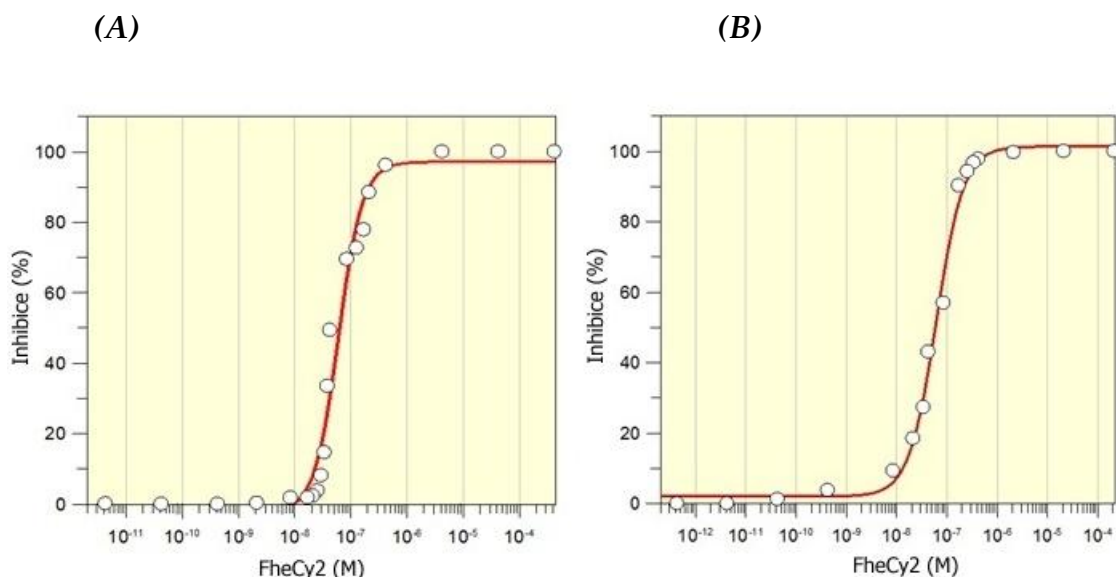 (A)
Inhibice (%)
100
80
60
40
20
0
10⁻¹¹ 10⁻¹⁰ 10⁻⁹ 10⁻⁸ 10⁻⁷ 10⁻⁶ 10⁻⁵ 10⁻⁴
FheCy2 (M)
(B)
Inhibice (%)
100
80
60
40
20
0
10⁻¹² 10⁻¹¹ 10⁻¹⁰ 10⁻⁹ 10⁻⁸ 10⁻⁷ 10⁻⁶ 10⁻⁵ 10⁻⁴
FheCy2 (M)